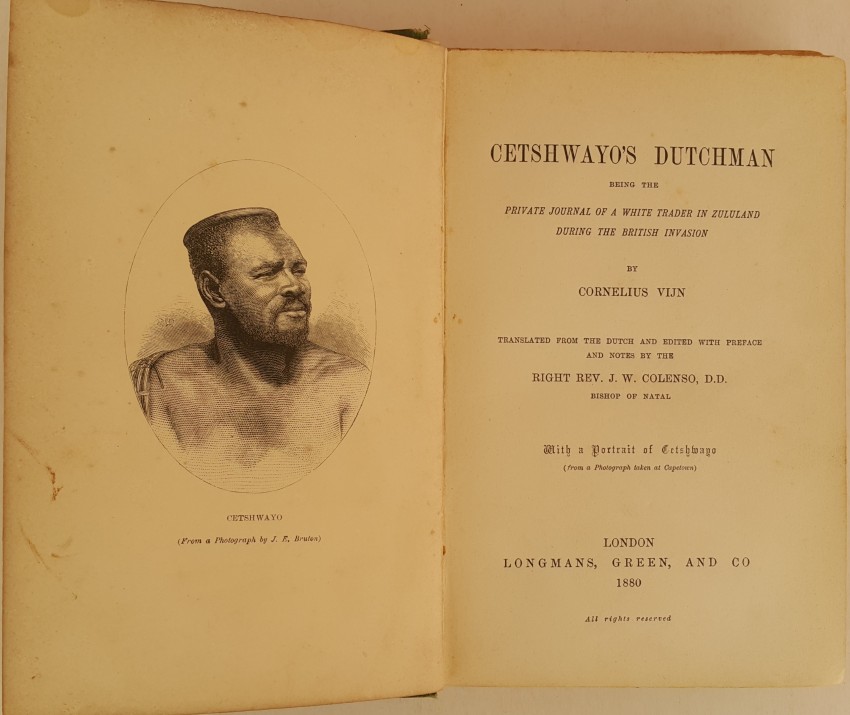 CETSHWAYO
(From a Photograph by J. E. Bruton)
CETSHWAYO'S DUTCHMAN
BEING THE
PRIVATE JOURNAL OF A WHITE TRADER IN ZULULAND
DURING THE BRITISH INVASION
BY
CORNELIUS VIJN
TRANSLATED FROM THE DUTCH AND EDITED WITH PREFACE
AND NOTES BY THE
RIGHT REV. J. W. COLENSO, D.D.
BISHOP OF NATAL
With a Portrait of Cetshwayo
(from a Photograph taken at Capetown)
LONDON
LONGMANS, GREEN, AND CO
1880
All rights reserved